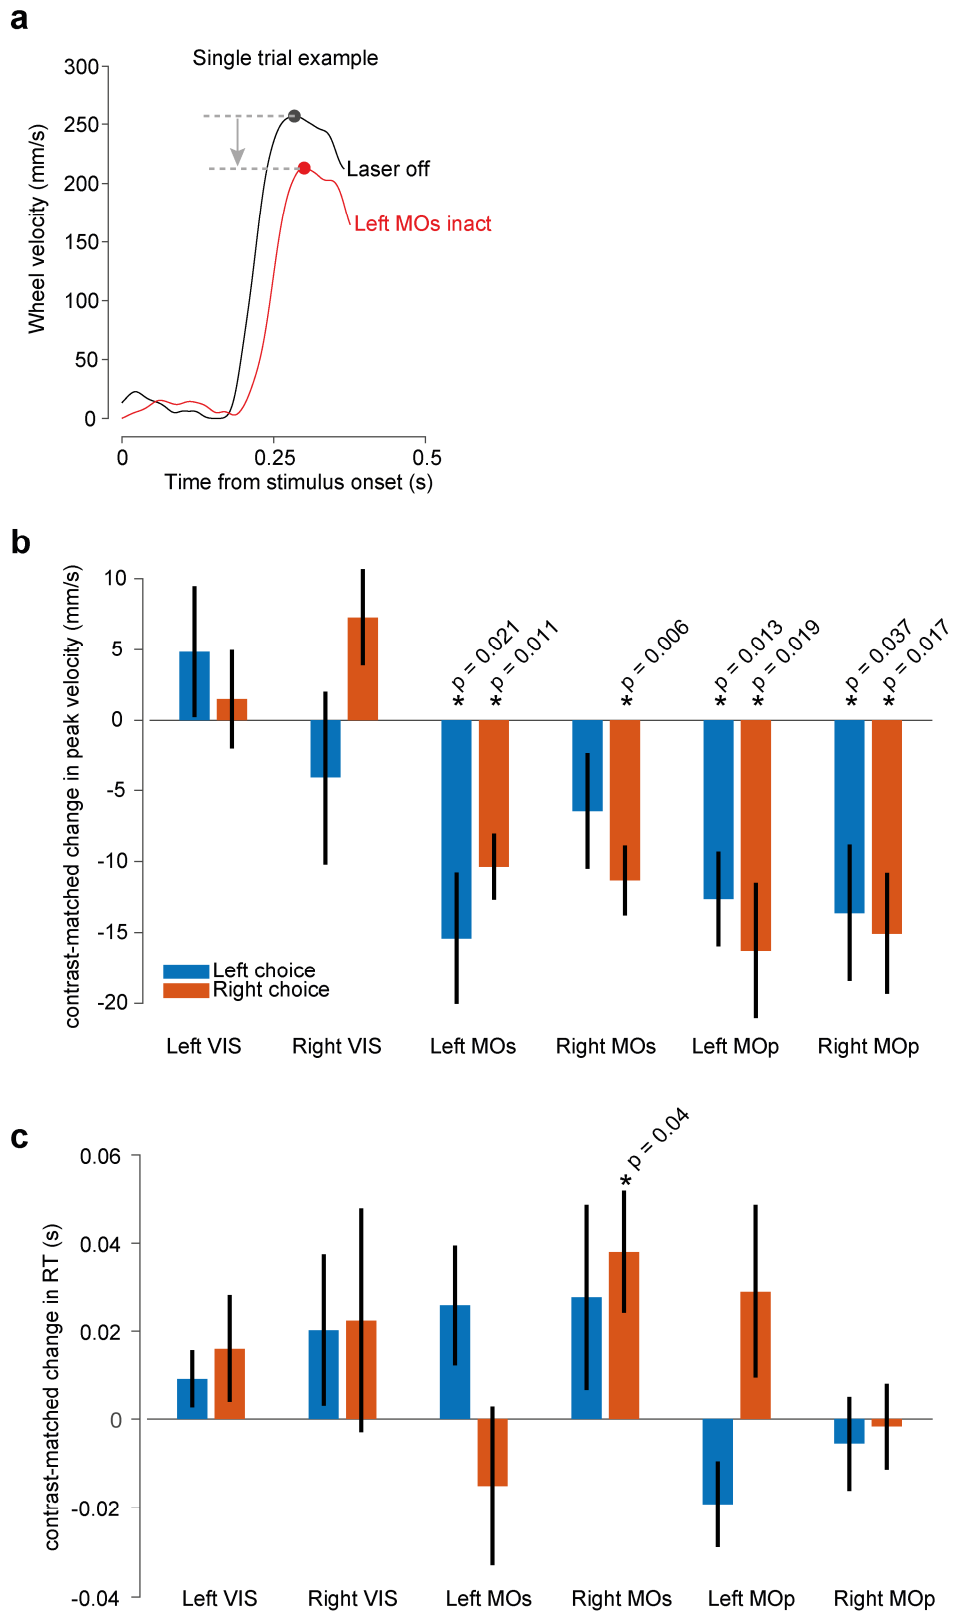 a
Single trial example
300
250
200
150
100
50
0
Wheel velocity (mm/s)
Laser off
Left MOs inact
0
0.25
0.5
Time from stimulus onset (s)
b
contrast-matched change in peak velocity (mm/s)
10
5
0
-5
-10
-15
-20
* p = 0.021
* p = 0.011
* p = 0.006
* p = 0.013
* p = 0.019
* p = 0.037
* p = 0.017
Left choice
Right choice
Left VIS
Right VIS
Left MOs
Right MOs
Left MOp
Right MOp
c
contrast-matched change in RT (s)
0.06
0.04
0.02
0
-0.02
-0.04
* p = 0.04
Left VIS
Right VIS
Left MOs
Right MOs
Left MOp
Right MOp